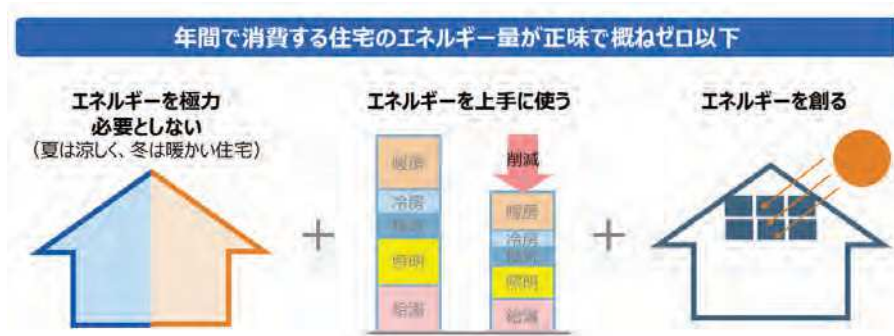 年間で消費する住宅のエネルギー量が正味で概ねゼロ以下
エネルギーを極力
必要としない
(夏は涼しく、冬は暖かい住宅)
エネルギーを上手に使う
暖房
冷房
換気
照明
給湯
削減
暖房
冷房
換気
照明
給湯
エネルギーを創る